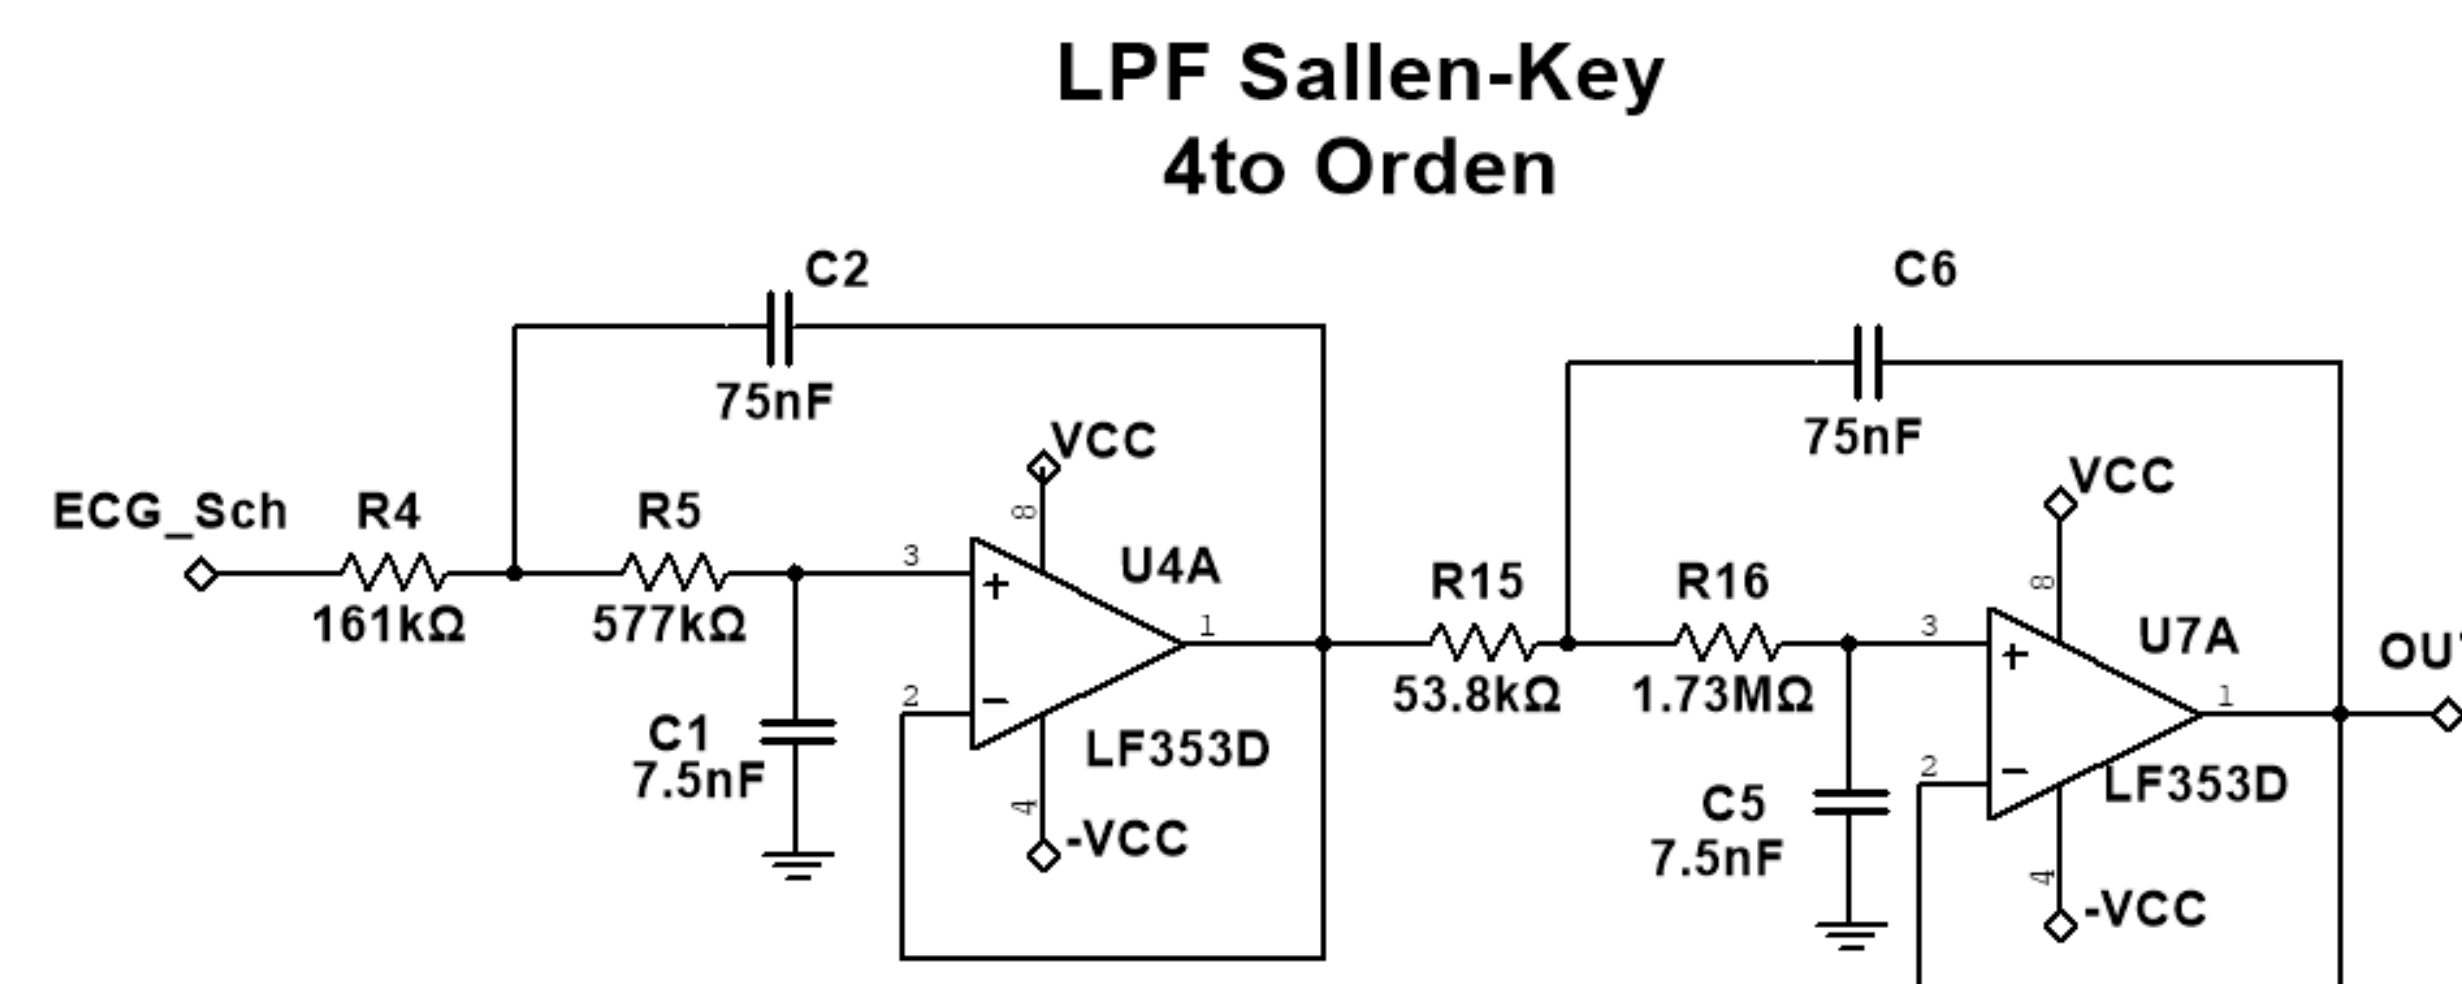 LPF Sallen-Key
4to Orden
C2
75nF
C6
75nF
VCC
8
VCC
8
ECG_Sch
R4
161kΩ
R5
577kΩ
3
2
1
4
U4A
LF353D
-VCC
C1
7.5nF
R15
53.8kΩ
R16
1.73MΩ
3
2
1
4
U7A
LF353D
-VCC
C5
7.5nF